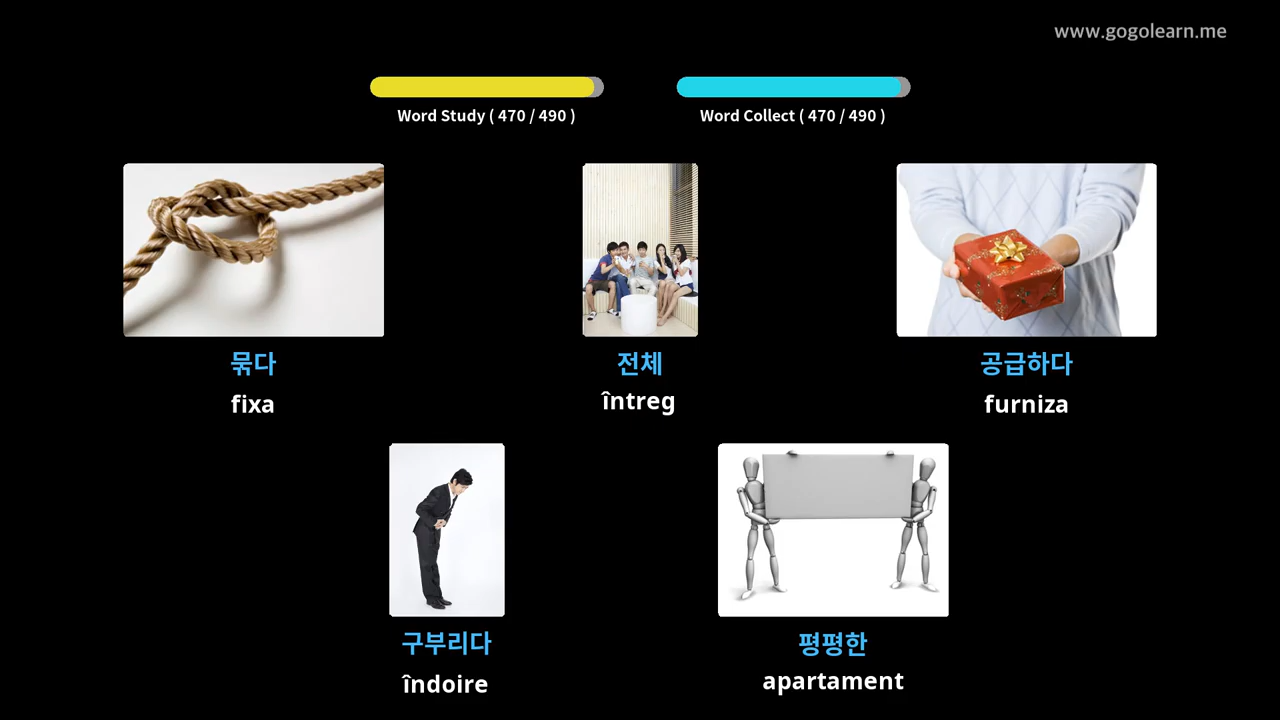 www.gogolearn.me
Word Study ( 470 / 490 )
Word Collect ( 470 / 490 )
묶다
fixa
전체
întreg
공급하다
furniza
구부리다
îndoire
평평한
apartament